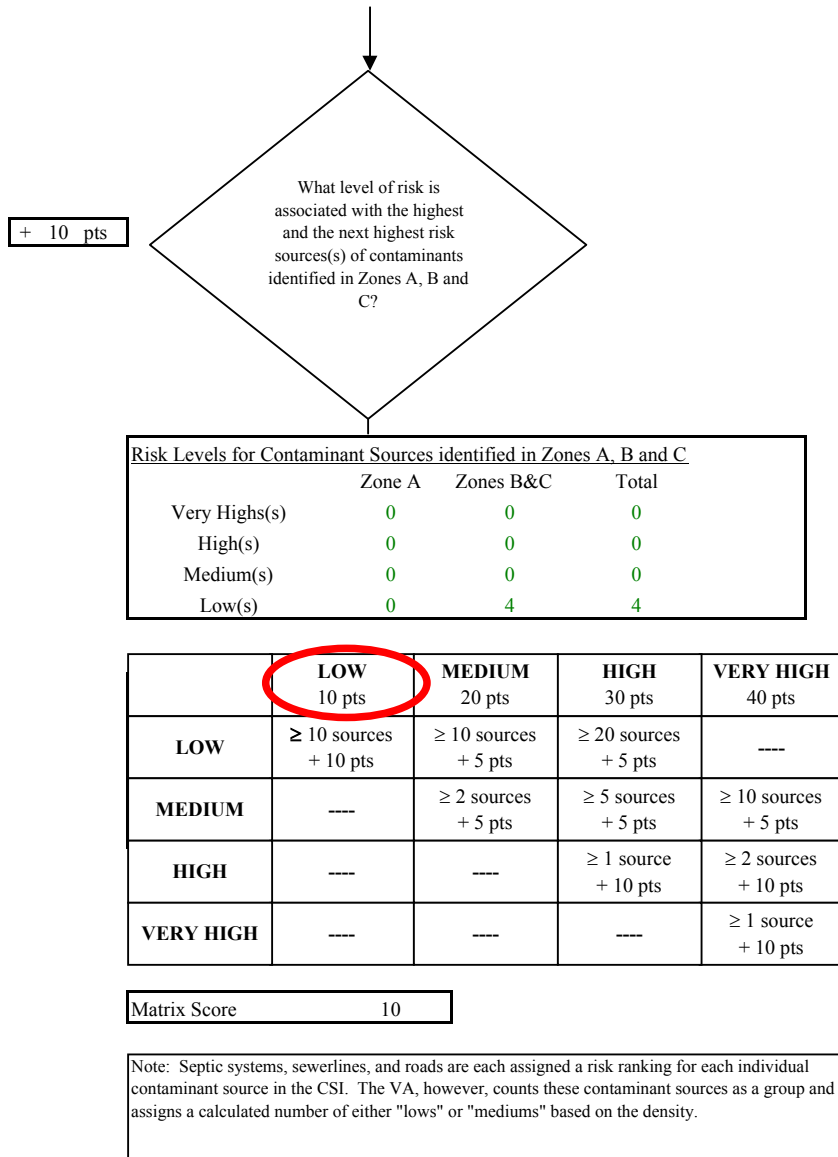 What level of risk is
associated with the highest
and the next highest risk
sources(s) of contaminants
identified in Zones A, B and
C?
+ 10 pts
Risk Levels for Contaminant Sources identified in Zones A, B and C
Zone A Zones B&C Total
Very Highs(s) 0 0 0
High(s) 0 0 0
Medium(s) 0 0 0
Low(s) 0 4 4
LOW MEDIUM HIGH VERY HIGH
10 pts 20 pts 30 pts 40 pts
LOW ≥ 10 sources ≥ 10 sources ≥ 20 sources ----
+ 10 pts + 5 pts + 5 pts
MEDIUM ---- ≥ 2 sources ≥ 5 sources ≥ 10 sources
+ 5 pts + 5 pts + 5 pts
HIGH ---- ---- ≥ 1 source ≥ 2 sources
+ 10 pts + 10 pts
VERY HIGH ---- ---- ---- ≥ 1 source
+ 10 pts
Matrix Score 10
Note: Septic systems, sewerlines, and roads are each assigned a risk ranking for each individual
contaminant source in the CSI. The VA, however, counts these contaminant sources as a group and
assigns a calculated number of either "lows" or "mediums" based on the density.